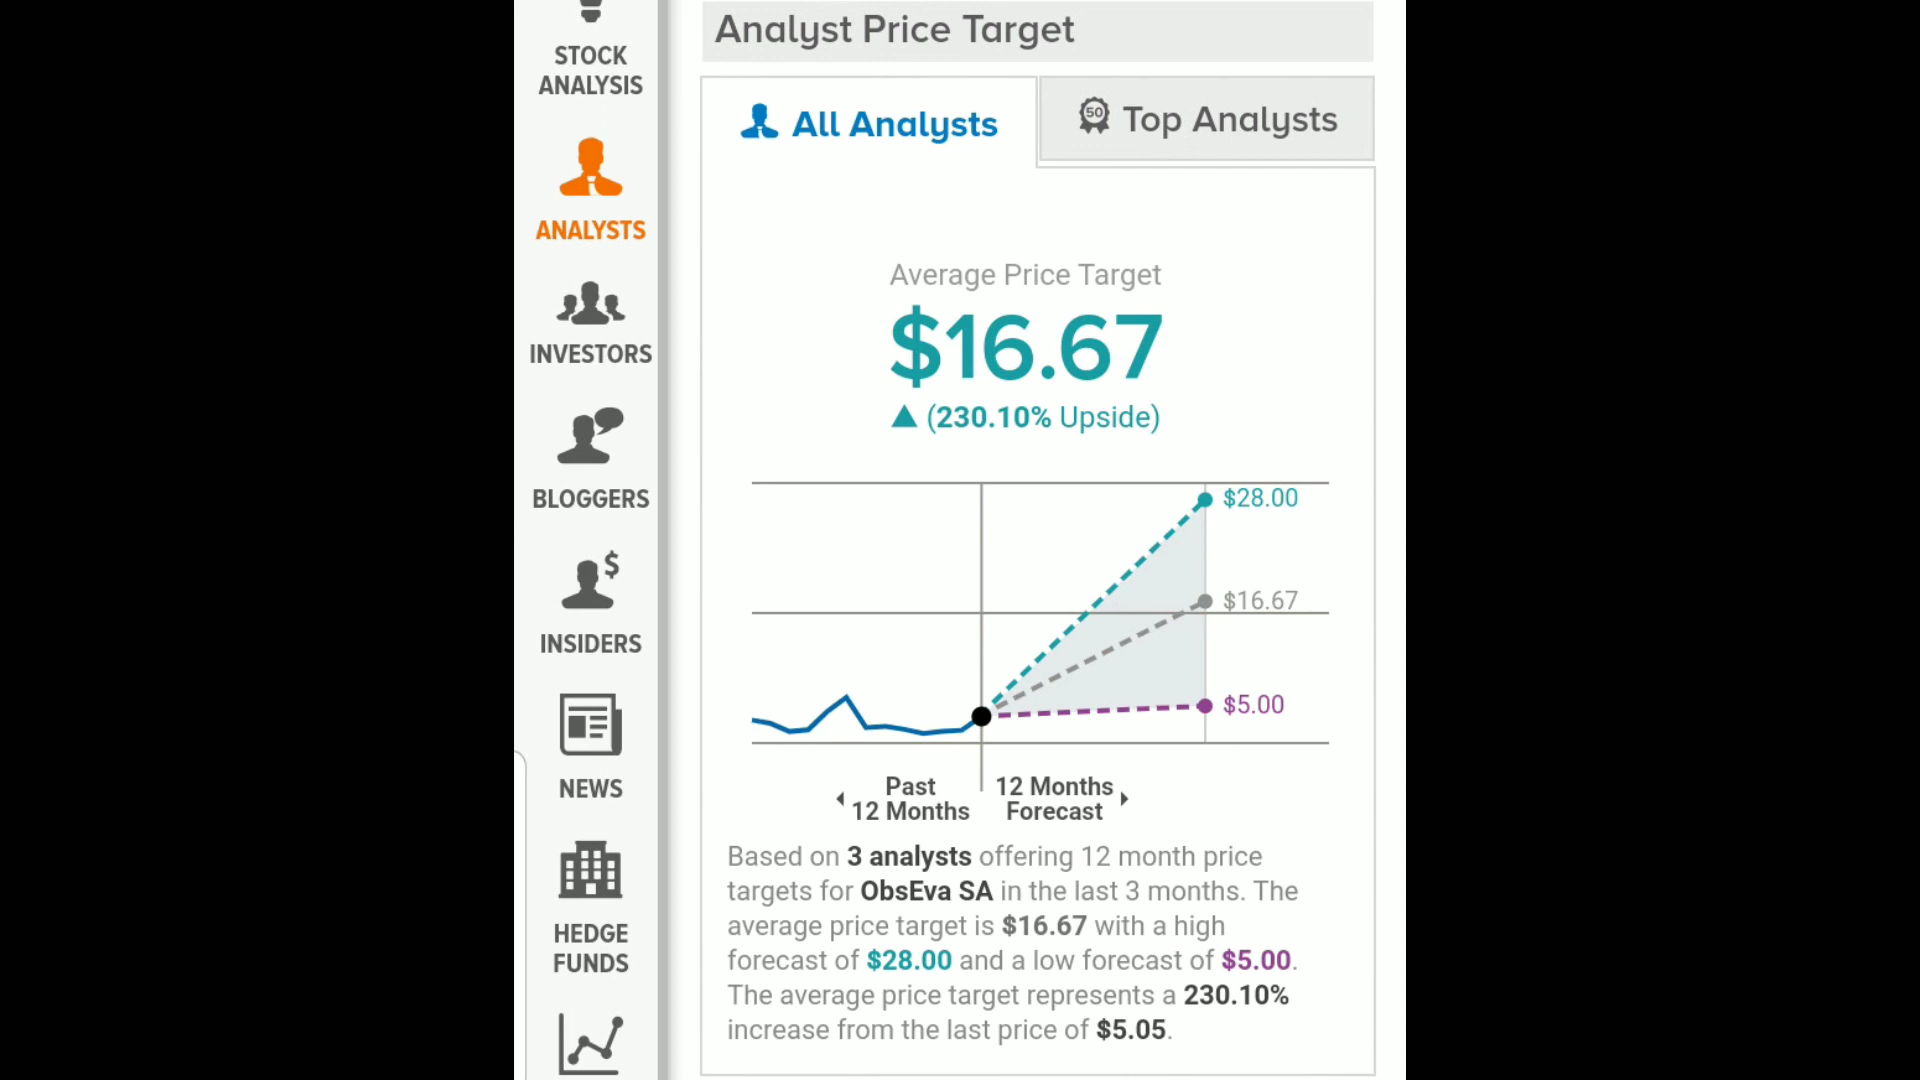 STOCK
ANALYSIS
ANALYSTS
INVESTORS
BLOGGERS
$
INSIDERS
NEWS
HEDGE
FUNDS
Analyst Price Target
All Analysts
50 Top Analysts
Average Price Target
$16.67
▲ (230.10% Upside)
$28.00
$16.67
$5.00
Past
12 Months
12 Months
Forecast
Based on 3 analysts offering 12 month price
targets for ObsEva SA in the last 3 months. The
average price target is $16.67 with a high
forecast of $28.00 and a low forecast of $5.00.
The average price target represents a 230.10%
increase from the last price of $5.05.